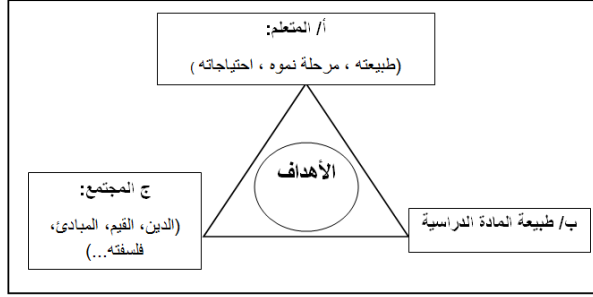 أ/ المتعلم:
(طبيعته ، مرحلة نموه ، احتياجاته )
الأهداف
ج المجتمع:
(الدين، القيم، المبادئ،
فلسفته...)
ب/ طبيعة المادة الدراسية